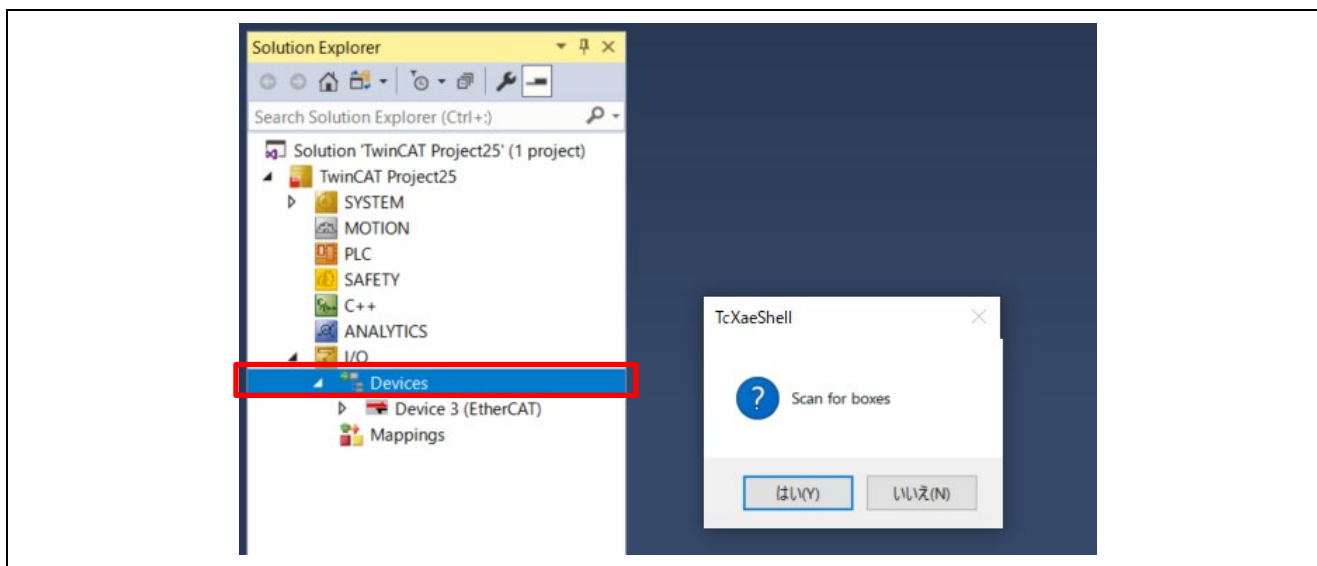 Solution Explorer
Search Solution Explorer (Ctrl+:)
Solution 'TwinCAT Project25' (1 project)
TwinCAT Project25
SYSTEM
MOTION
PLC
SAFETY
C++
ANALYTICS
I/O
Devices
Device 3 (EtherCAT)
Mappings
TcXaeShell
Scan for boxes
はい(Y)
いいえ(N)